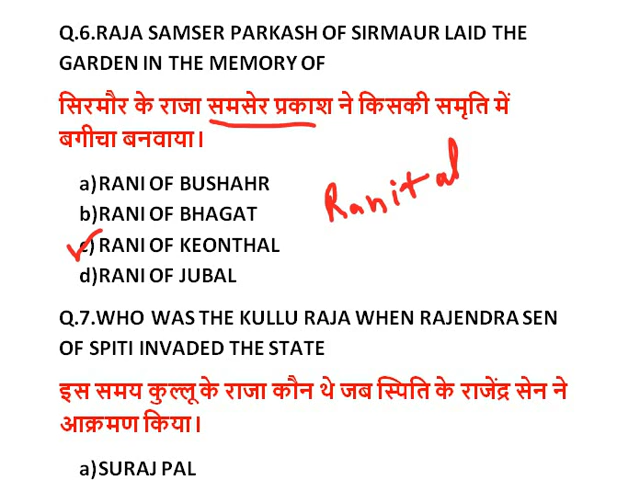 Q.6.RAJA SAMSER PARKASH OF SIRMAUR LAID THE
GARDEN IN THE MEMORY OF
सिरमौर के राजा समसेर प्रकाश ने किसकी समृति में
बगीचा बनवाया।
a)RANI OF BUSHAHR
Ranital
b)RANI OF BHAGAT
c)RANI OF KEONTHAL
d)RANI OF JUBAL
Q.7.WHO WAS THE KULLU RAJA WHEN RAJENDRA SEN
OF SPITI INVADED THE STATE
इस समय कुल्लू के राजा कौन थे जब स्पिति के राजेंद्र सेन ने
आक्रमण किया।
a)SURAJ PAL